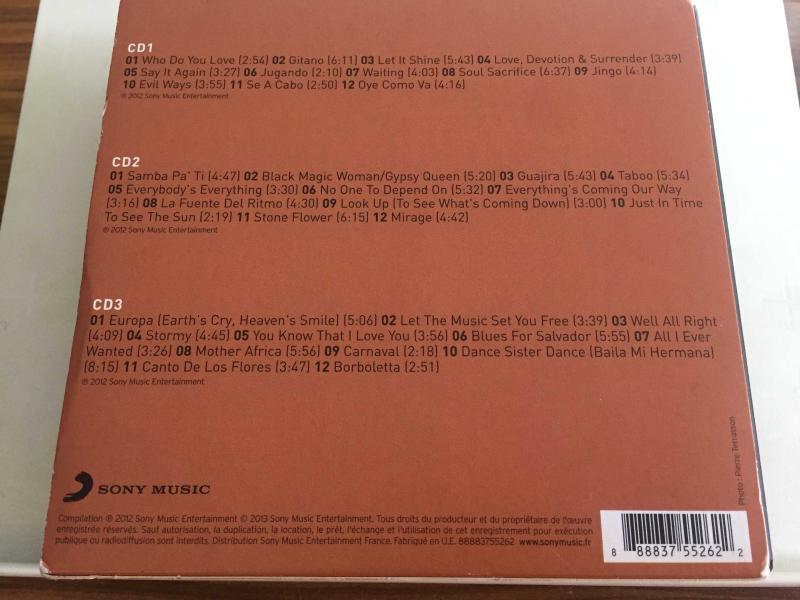 CD1
01 Who Do You Love (2:54) 02 Gitano (6:11) 03 Let It Shine (5:43) 04 Love, Devotion & Surrender (3:39)
05 Say It Again (3:27) 06 Jugando (2:10) 07 Waiting (4:03) 08 Soul Sacrifice (6:37) 09 Jingo (4:14)
10 Evil Ways (3:55) 11 Se A Cabo (2:50) 12 Oye Como Va (4:16)
℗ 2012 Sony Music Entertainment
CD2
01 Samba Pa' Ti (4:47) 02 Black Magic Woman/Gypsy Queen (5:20) 03 Guajira (5:43) 04 Taboo (5:34)
05 Everybody's Everything (3:30) 06 No One To Depend On (5:32) 07 Everything's Coming Our Way
(3:16) 08 La Fuente Del Ritmo (4:30) 09 Look Up (To See What's Coming Down) (3:00) 10 Just In Time
To See The Sun (2:19) 11 Stone Flower (6:15) 12 Mirage (4:42)
℗ 2012 Sony Music Entertainment
CD3
01 Europa (Earth's Cry, Heaven's Smile) (5:06) 02 Let The Music Set You Free (3:39) 03 Well All Right
(4:09) 04 Stormy (4:45) 05 You Know That I Love You (3:56) 06 Blues For Salvador (5:55) 07 All I Ever
Wanted (3:26) 08 Mother Africa (5:56) 09 Carnaval (2:18) 10 Dance Sister Dance (Baila Mi Hermana)
(8:15) 11 Canto De Los Flores (3:47) 12 Borboletta (2:51)
℗ 2012 Sony Music Entertainment
Photo : Pierre Terrasson
SONY MUSIC
Compilation ℗ 2012 Sony Music Entertainment © 2013 Sony Music Entertainment. Tous droits du producteur et du propriétaire de l'œuvre
enregistrée réservés. Sauf autorisation, la duplication, la location, le prêt, l'échange et l'utilisation de cet enregistrement pour exécution
publique ou radiodiffusion sont interdits. Distribution Sony Music Entertainment France. Fabriqué en U.E. 88883755262 www.sonymusic.fr
8 88837 55262 2